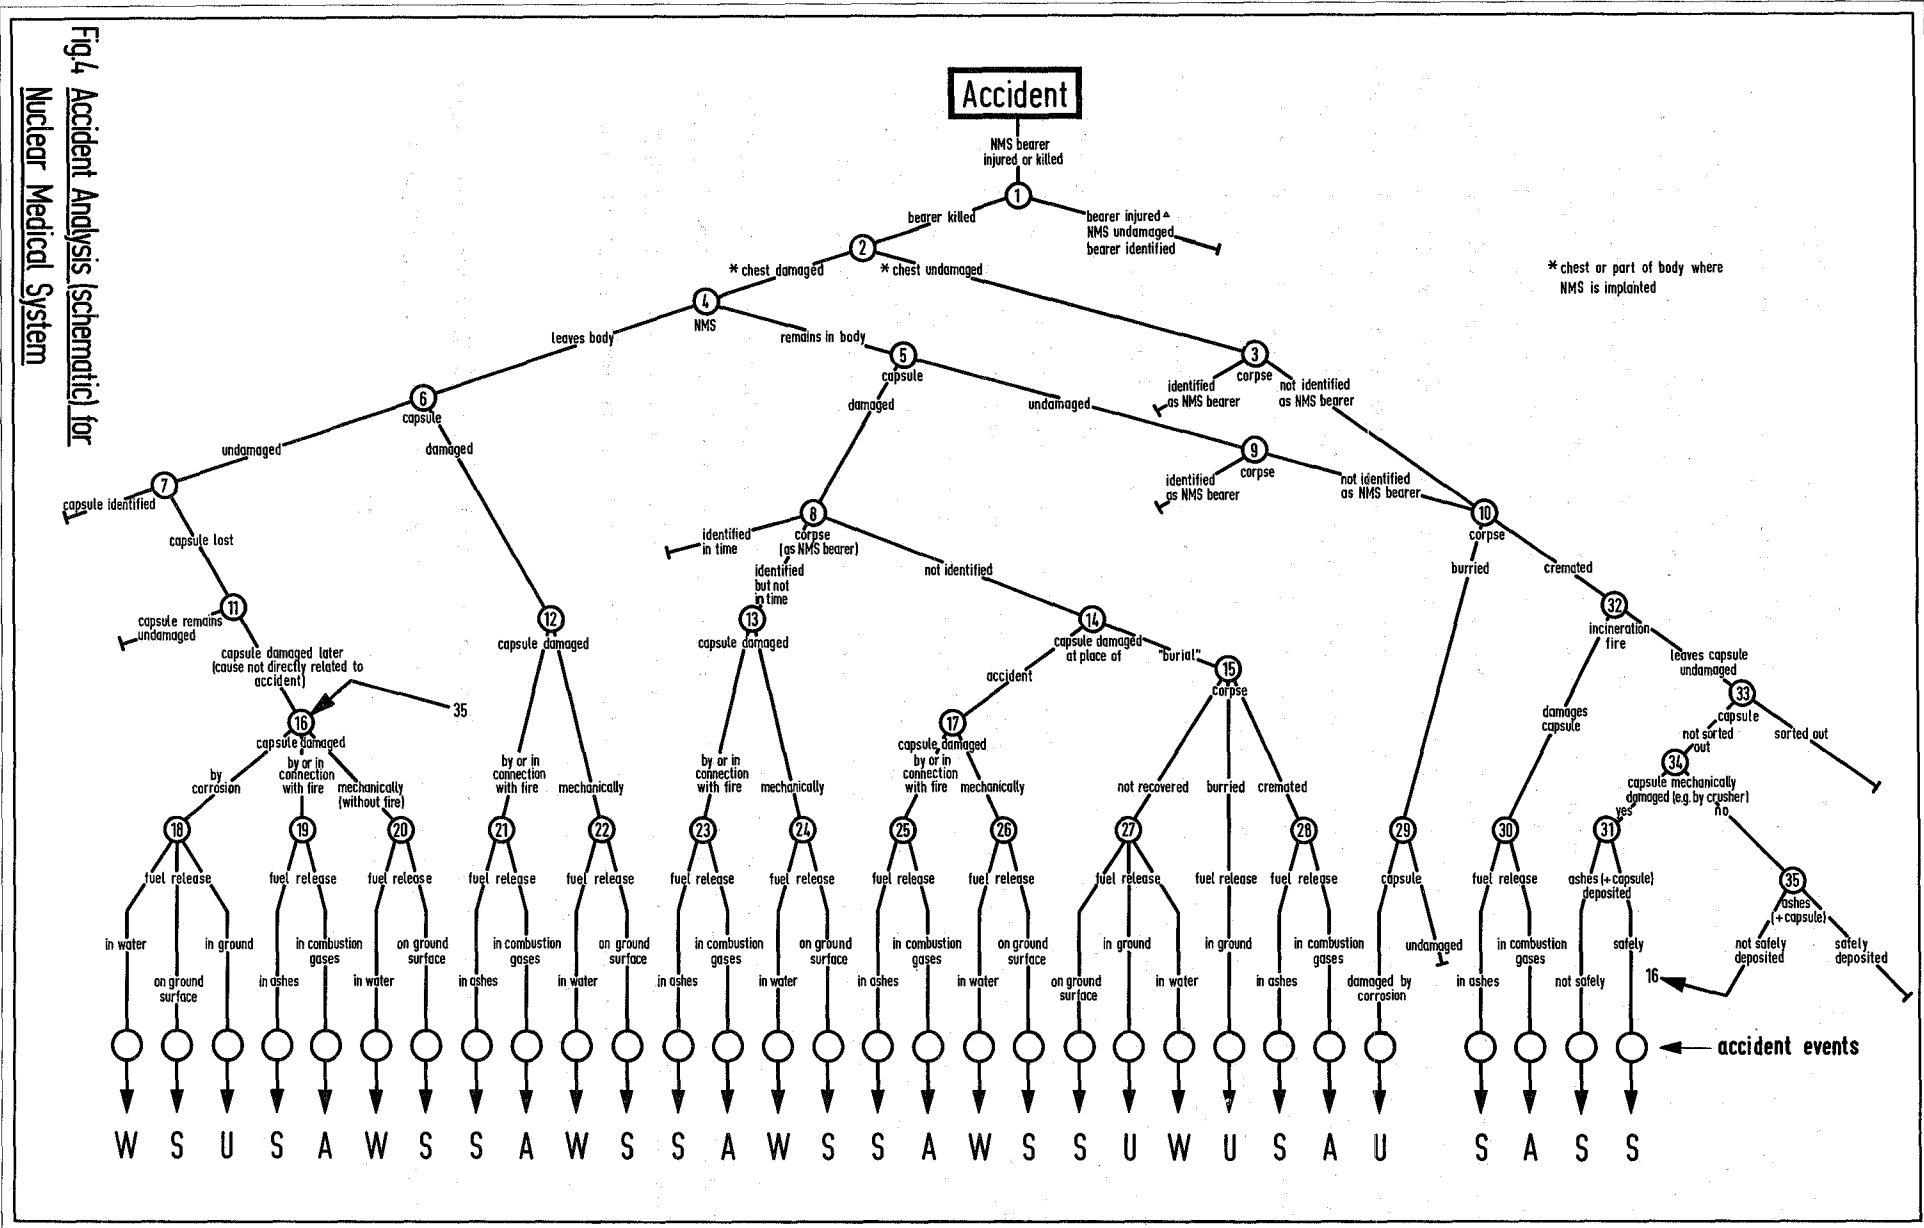 Fig.4 Accident Analysis (schematic) for
Nuclear Medical System
Accident
NMS bearer
injured or killed
1
bearer killed
bearer injured ▵
NMS undamaged
bearer identified
2
*chest damaged
*chest undamaged
*chest or part of body where
NMS is implanted
4
NMS
leaves body
remains in body
5
capsule
3
corpse
identified
as NMS bearer
not identified
as NMS bearer
6
capsule
damaged
undamaged
undamaged
damaged
9
corpse
identified
as NMS bearer
not identified
as NMS bearer
7
capsule identified
capsule lost
8
corpse
(as NMS bearer)
identified
in time
identified
but not
in time
not identified
10
corpse
burried
cremated
11
capsule remains
undamaged
capsule damaged later
(cause not directly related to
accident)
12
capsule damaged
13
capsule damaged
14
capsule damaged
at place of
accident
"burial"
15
corpse
32
incineration
fire
leaves capsule
undamaged
damages
capsule
33
capsule
not sorted
out
sorted out
35
16
capsule damaged
by
corrosion
by or in
connection
with fire
mechanically
(without fire)
by or in
connection
with fire
mechanically
by or in
connection
with fire
mechanically
17
capsule damaged
by or in
connection
with fire
mechanically
not recovered
burried
cremated
34
capsule mechanically
damaged (e.g. by crusher)
yes
no
18
19
20
21
22
23
24
25
26
27
28
29
30
31
fuel release
fuel release
fuel release
fuel release
fuel release
fuel release
fuel release
fuel release
fuel release
fuel release
fuel release
fuel release
capsule
fuel release
ashes (+capsule)
deposited
35
ashes
(+capsule)
not safely
deposited
safely
deposited
16
in water
on ground
surface
in ground
in ashes
in combustion
gases
in water
on ground
surface
in ashes
in combustion
gases
in water
on ground
surface
in ashes
in combustion
gases
in water
on ground
surface
in ashes
in combustion
gases
in water
on ground
surface
on ground
surface
in ground
in water
in ground
in ashes
in combustion
gases
damaged by
corrosion
undamaged
in ashes
in combustion
gases
not safely
safely
accident events
W S U S A W S S A W S S A W S S A W S S U W U S A U S A S S